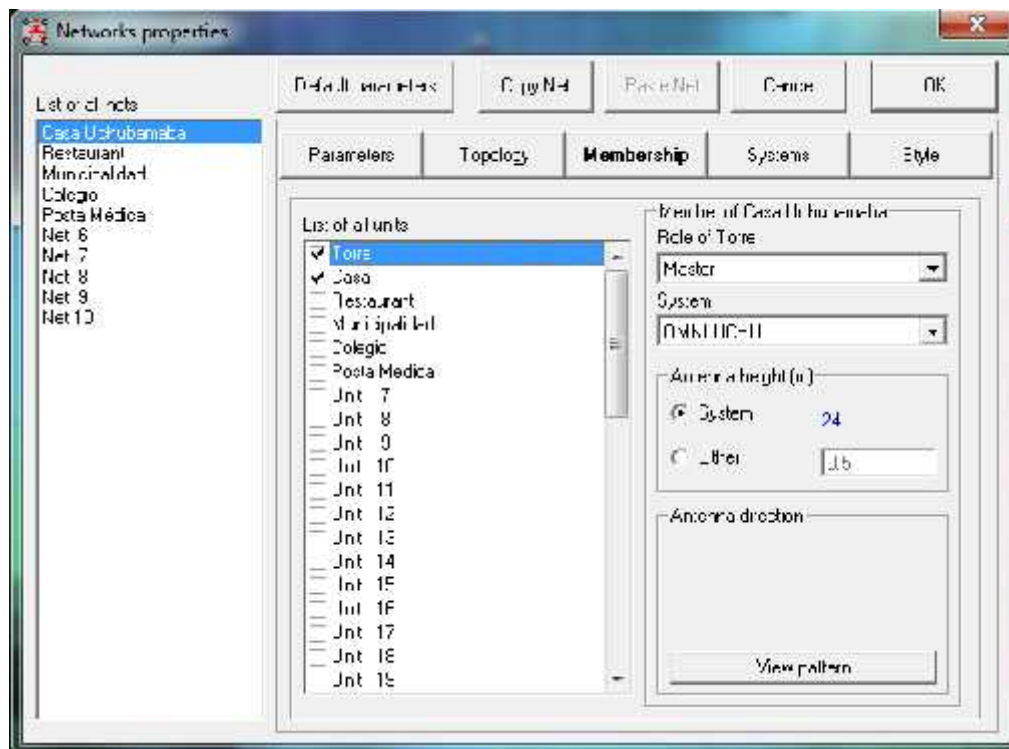 Networks properties
Default parameters
Copy Net
Paste Net
Cancel
OK
List of all nets
Restaurant
Municipalidad
Colegio
Posta Médica
Net 6
Net 7
Net 8
Net 9
Net 10
Parameters
Topology
Membership
Systems
Style
List of all units
Torre
Casa
Restaurant
Municipalidad
Colegio
Posta Medica
Unit 7
Unit 8
Unit 9
Unit 10
Unit 11
Unit 12
Unit 13
Unit 14
Unit 15
Unit 16
Unit 17
Unit 18
Unit 19
Member of Casa
Role of Torre
Master
System
OMNI
Antenna height (m)
System 24
Other
Antenna direction
View pattern